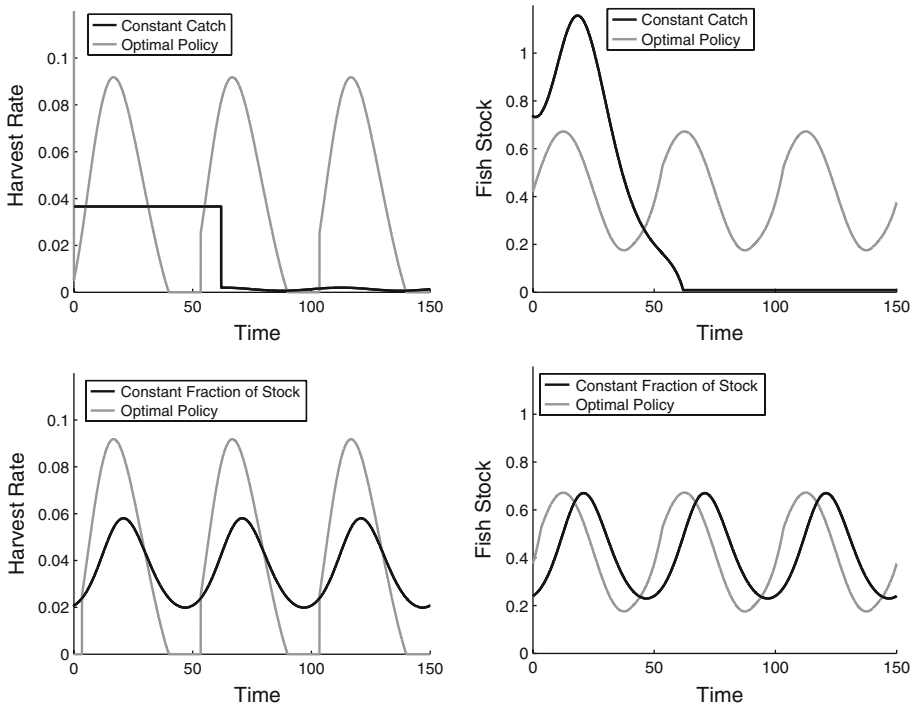 Constant Catch
Optimal Policy
Harvest Rate
0.1
0.08
0.06
0.04
0.02
0
0
50
100
150
Time
Constant Catch
Optimal Policy
Fish Stock
1
0.8
0.6
0.4
0.2
0
0
50
100
150
Time
Constant Fraction of Stock
Optimal Policy
Harvest Rate
0.1
0.08
0.06
0.04
0.02
0
0
50
100
150
Time
Constant Fraction of Stock
Optimal Policy
Fish Stock
1
0.8
0.6
0.4
0.2
0
0
50
100
150
Time